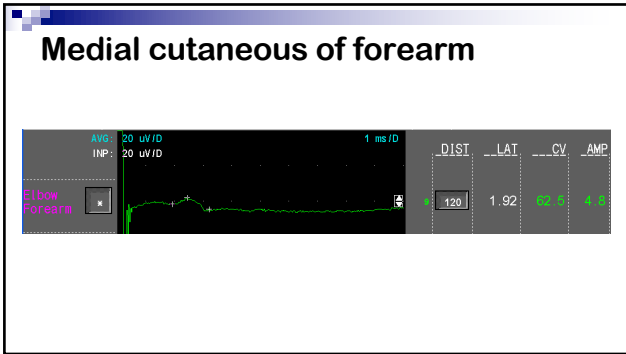 Medial cutaneous of forearm
AVG: 20 uV/D 1 ms/D
INP: 20 uV/D
DIST LAT CV AMP
Elbow
Forearm * 9 120 1.92 62.5 4.8